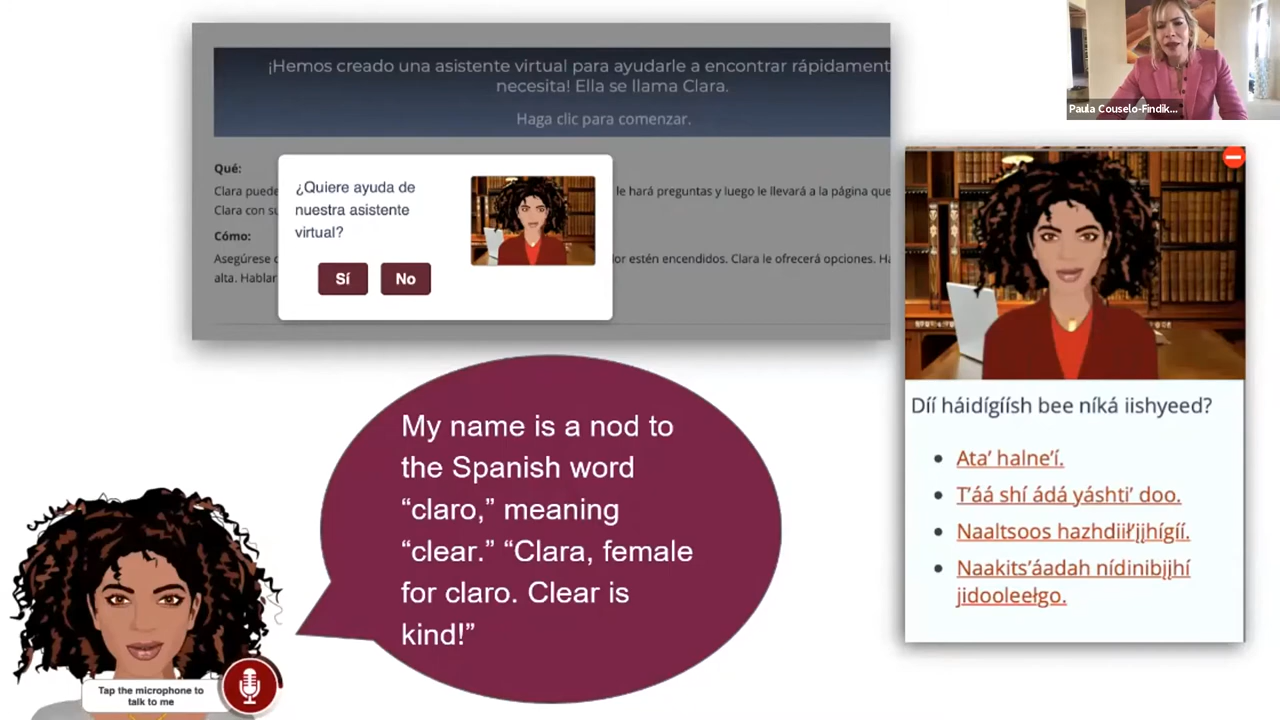 ¡Hemos creado una asistente virtual para ayudarle a encontrar rápidament
necesita! Ella se llama Clara.
Haga clic para comenzar.
Qué:
Clara puede
le hará preguntas y luego le llevará a la página que
Clara con su
Cómo:
Asegúrese
estén encendidos. Clara le ofrecerá opciones.
alta. Hablar
¿Quiere ayuda de
nuestra asistente
virtual?
Sí
No
Paula Couselo-Findik...
Díí háidígíísh bee níká iishyeed?
Ata’ halne’í.
T’áá shí ádá yáshti’ doo.
Naaltsoos hazhdiił’įįhígíí.
Naakits’áadah nídinibįįhí
jidooleełgo.
My name is a nod to
the Spanish word
“claro,” meaning
“clear.” “Clara, female
for claro. Clear is
kind!”
Tap the microphone to
talk to me